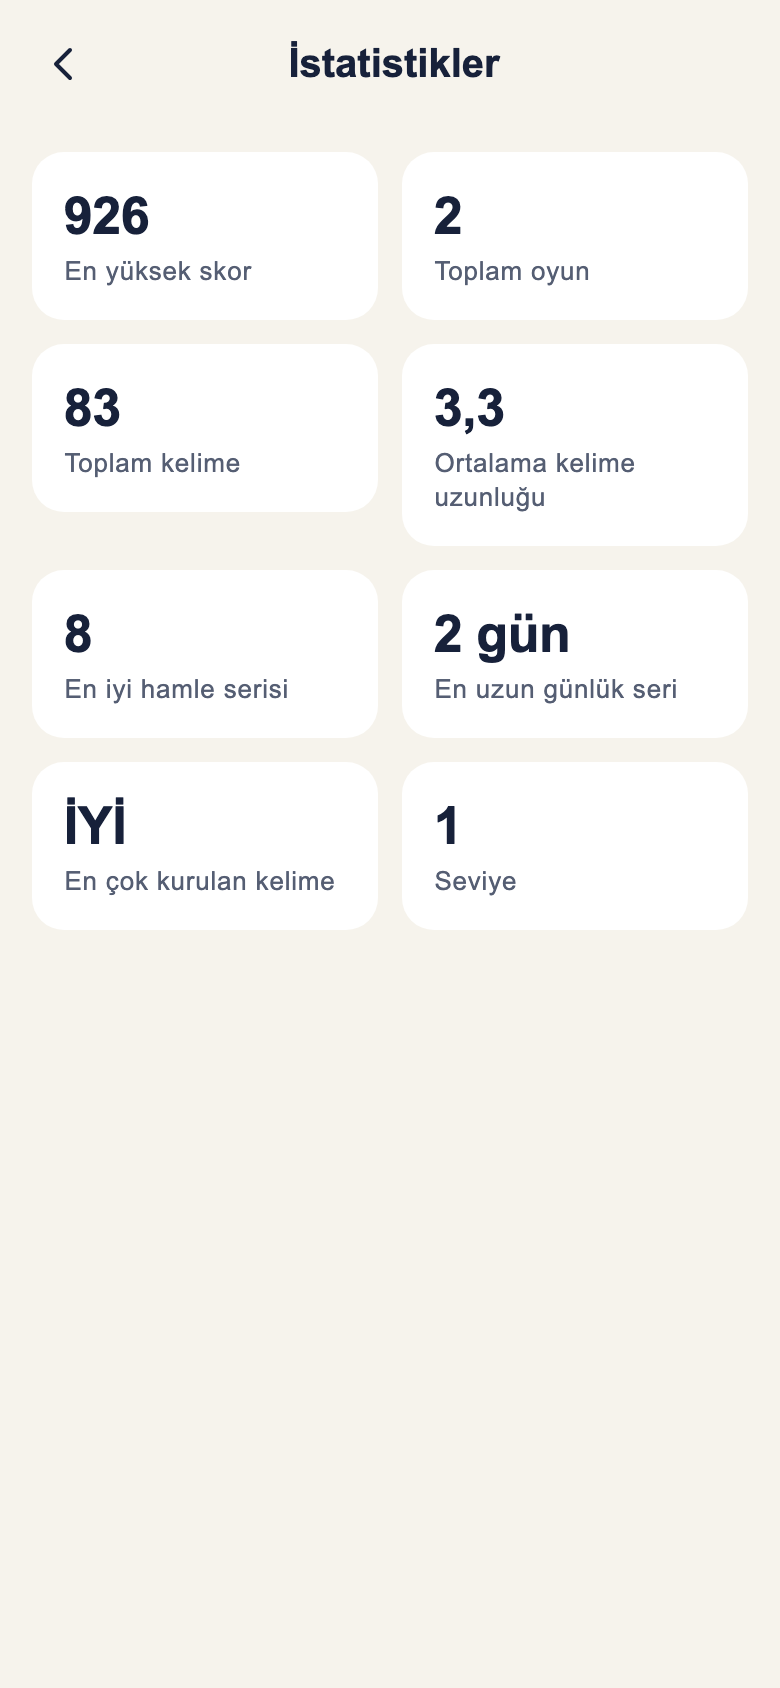 İstatistikler
926
En yüksek skor
2
Toplam oyun
83
Toplam kelime
3,3
Ortalama kelime
uzunluğu
8
En iyi hamle serisi
2 gün
En uzun günlük seri
İYİ
En çok kurulan kelime
1
Seviye